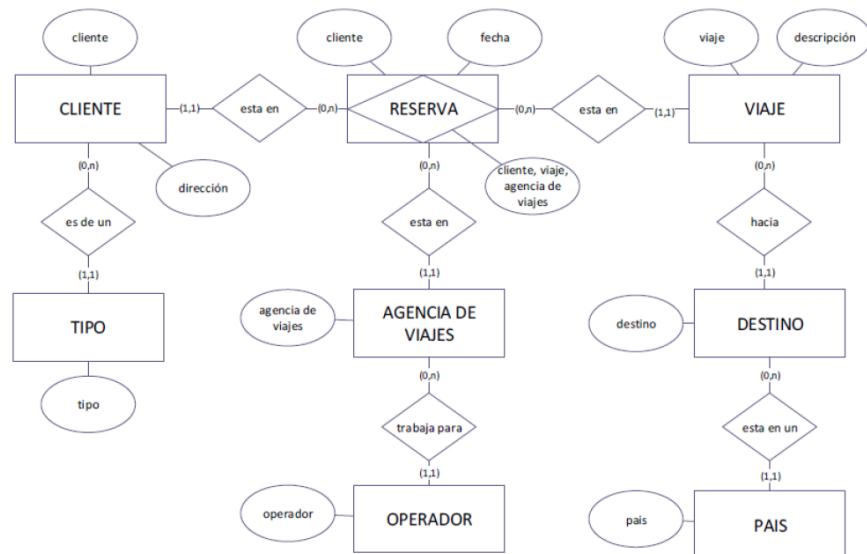 cliente
cliente
fecha
viaje
descripción
CLIENTE
(1,1)
esta en
(0,n)
RESERVA
(0,n)
esta en
(1,1)
VIAJE
(0,n)
dirección
(0,n)
cliente, viaje,
agencia de
viajes
(0,n)
es de un
esta en
hacia
(1,1)
(1,1)
(1,1)
TIPO
agencia de
viajes
AGENCIA DE
VIAJES
destino
DESTINO
(0,n)
(0,n)
tipo
trabaja para
esta en un
(1,1)
(1,1)
operador
OPERADOR
pais
PAIS